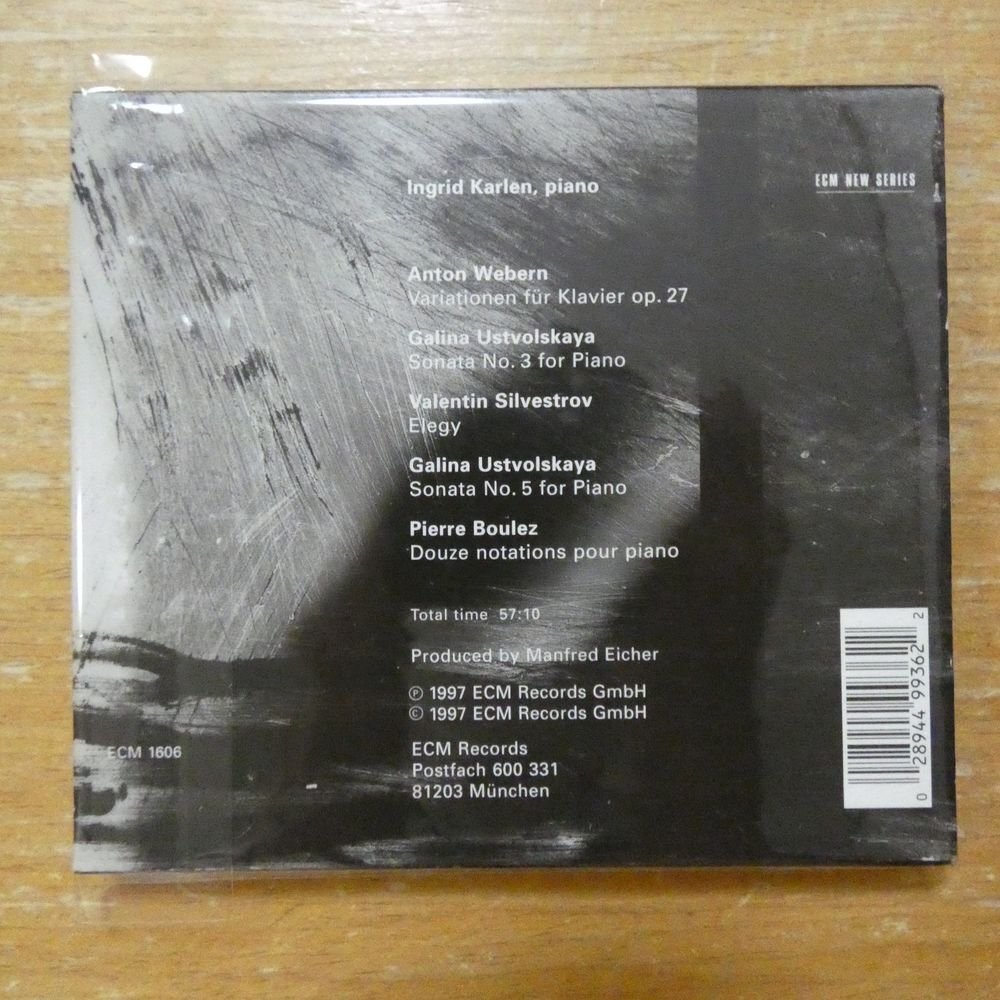 Ingrid Karlen, piano
ECM NEW SERIES
Anton Webern
Variationen für Klavier op. 27
Galina Ustvolskaya
Sonata No. 3 for Piano
Valentin Silvestrov
Elegy
Galina Ustvolskaya
Sonata No. 5 for Piano
Pierre Boulez
Douze notations pour piano
Total time 57:10
Produced by Manfred Eicher
℗ 1997 ECM Records GmbH
© 1997 ECM Records GmbH
ECM 1606
ECM Records
Postfach 600 331
81203 München
0 28944 99362 2